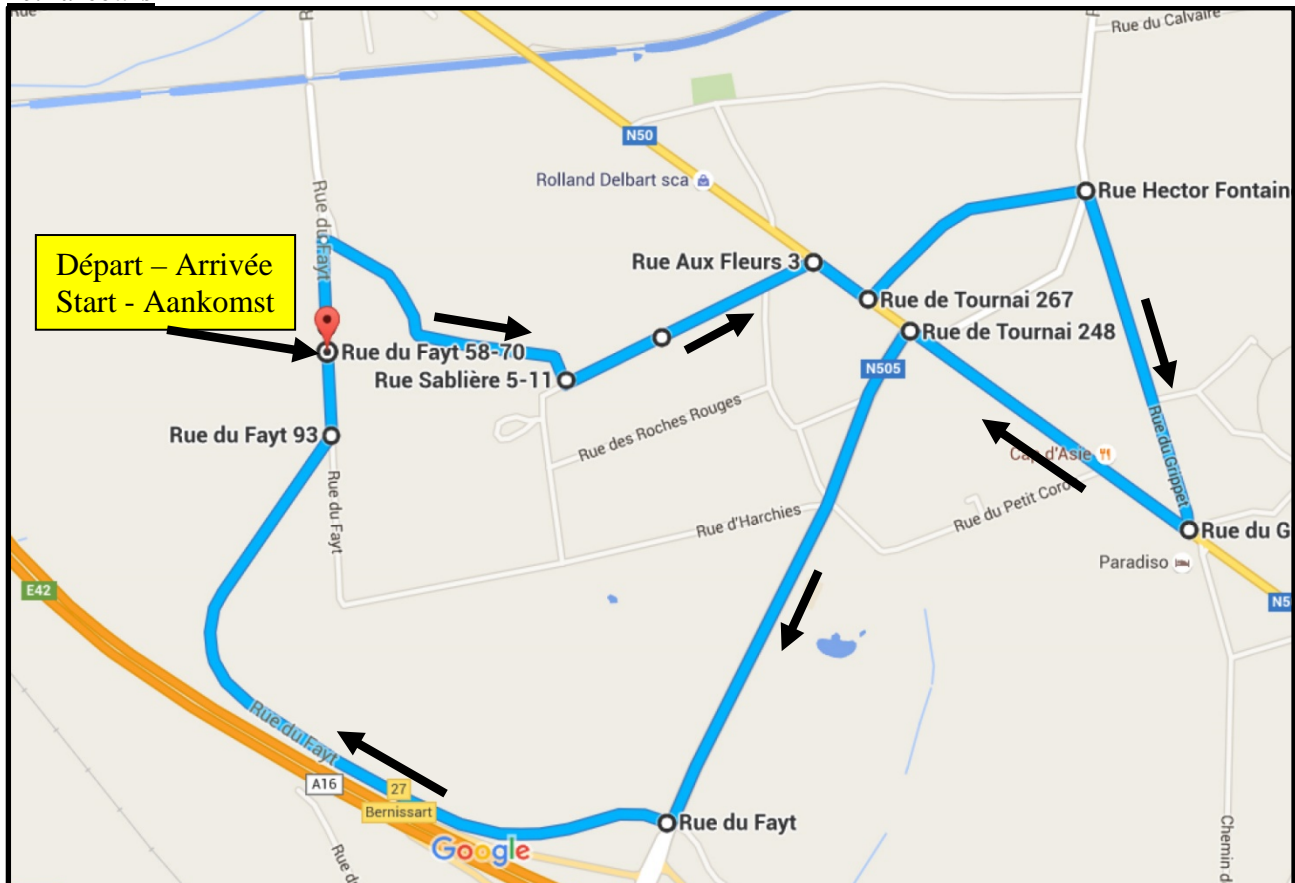 Rue
R
R
Rue du Calvaire
N50
Rolland Delbart sca
Rue du Fayt
Rue Hector Fontain
Départ – Arrivée
Start - Aankomst
Rue Aux Fleurs 3
Rue de Tournai 267
Rue de Tournai 248
Rue du Fayt 58-70
N505
Rue Sablière 5-11
Rue du Fayt 93
Rue des Roches Rouges
Rue du Grippet
Cap d'Asie
Rue du Fayt
Rue d'Harchies
Rue du Petit Coro
Rue du G
Paradiso
E42
N5
Rue du Fayt
A16
27
Bernissart
Rue du Fayt
Google
Rue d
Chemin d